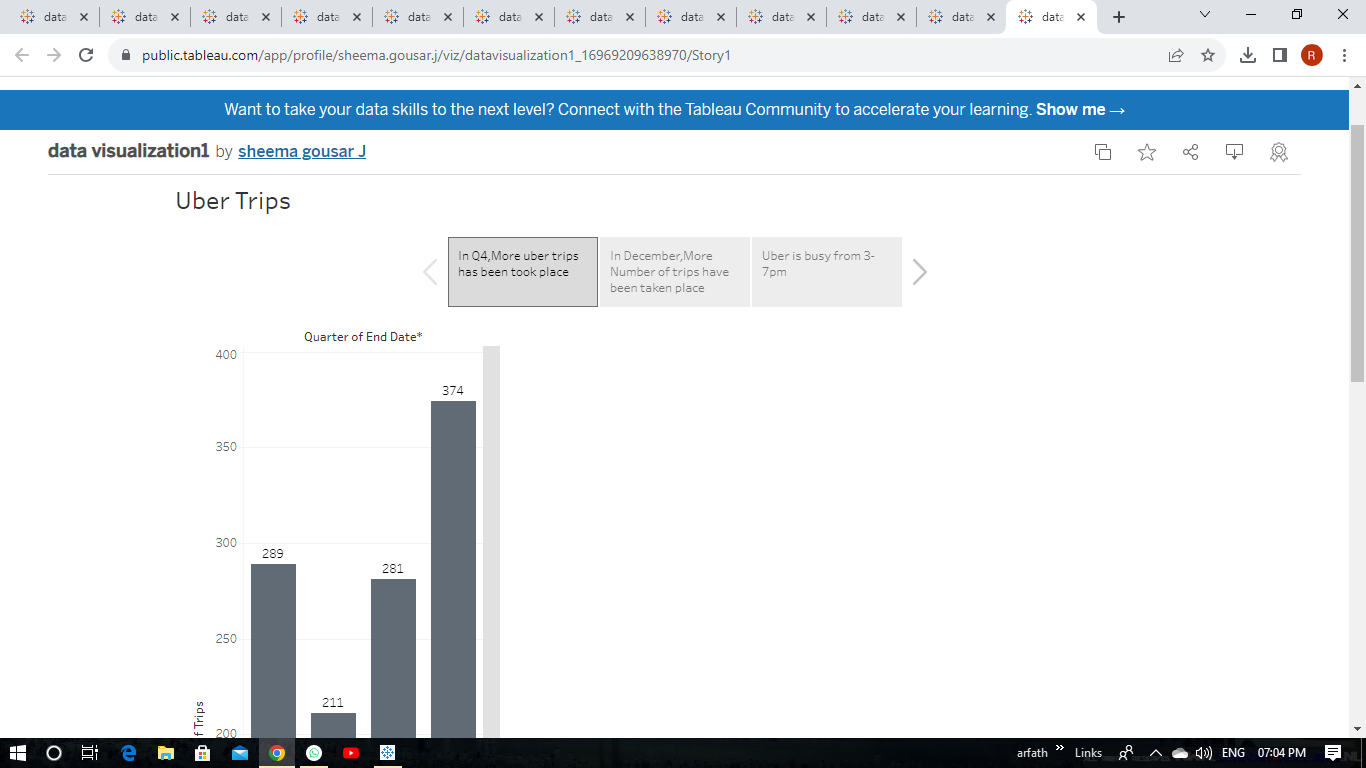 data data data data data data data data data data data data
public.tableau.com/app/profile/sheema.gousar.j/viz/datavisualization1_16969209638970/Story1
R
Want to take your data skills to the next level? Connect with the Tableau Community to accelerate your learning. Show me →
data visualization1 by sheema gousar J
Uber Trips
In Q4,More uber trips
has been took place
In December,More
Number of trips have
been taken place
Uber is busy from 3-
7pm
Quarter of End Date*
400
350
300
250
200
289
211
281
374
f Trips
arfath
Links
ENG
07:04 PM